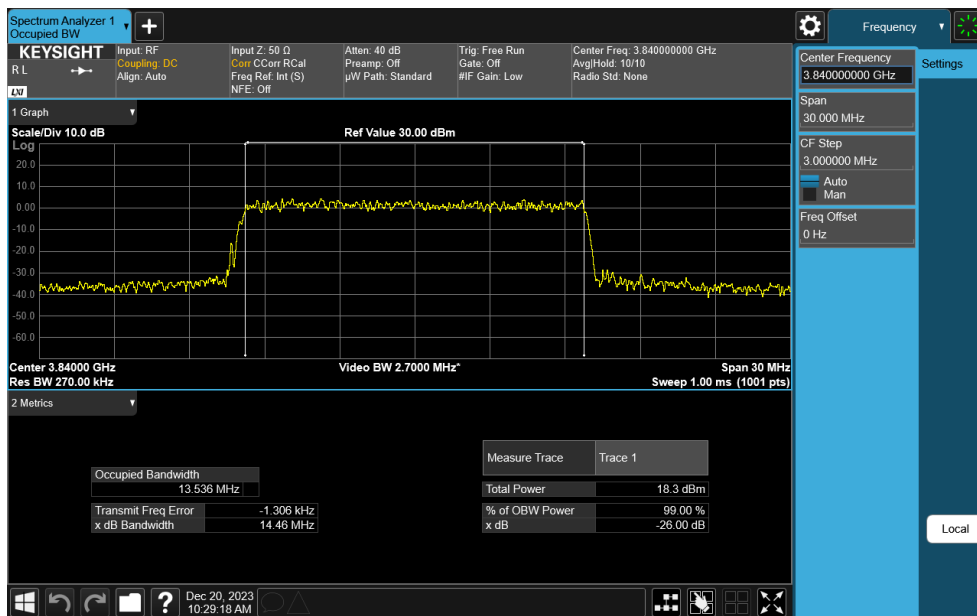 Spectrum Analyzer 1
Occupied BW
Frequency
KEYSIGHT
R L
LXI
Input: RF
Coupling: DC
Align: Auto
Input Z: 50 Ω
Corr CCorr RCal
Freq Ref: Int (S)
NFE: Off
Atten: 40 dB
Preamp: Off
µW Path: Standard
Trig: Free Run
Gate: Off
#IF Gain: Low
Center Freq: 3.840000000 GHz
Avg|Hold: 10/10
Radio Std: None
Center Frequency
3.840000000 GHz
Settings
Span
30.000 MHz
CF Step
3.000000 MHz
Auto
Man
Freq Offset
0 Hz
1 Graph
Scale/Div 10.0 dB
Ref Value 30.00 dBm
Log
20.0
10.0
0.00
-10.0
-20.0
-30.0
-40.0
-50.0
-60.0
Center 3.84000 GHz
Video BW 2.7000 MHz*
Span 30 MHz
Res BW 270.00 kHz
Sweep 1.00 ms (1001 pts)
2 Metrics
Measure Trace
Trace 1
Occupied Bandwidth
13.536 MHz
Total Power
18.3 dBm
Transmit Freq Error
-1.306 kHz
% of OBW Power
99.00 %
x dB Bandwidth
14.46 MHz
x dB
-26.00 dB
Local
?
Dec 20, 2023
10:29:18 AM